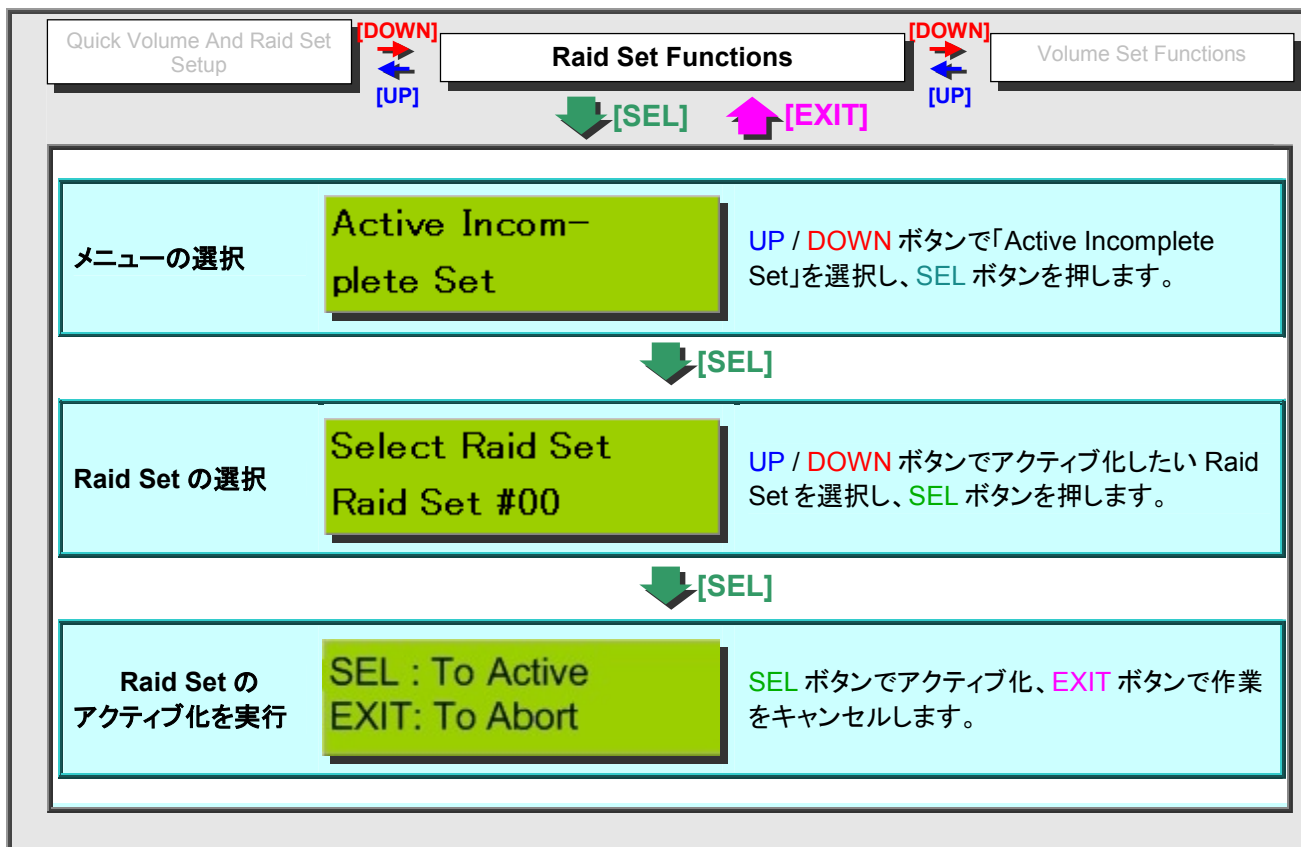 Quick Volume And Raid Set
Setup
[DOWN]
[UP]
Raid Set Functions
[DOWN]
[UP]
Volume Set Functions
[SEL]
[EXIT]
メニューの選択
Active Incom-
plete Set
UP / DOWN ボタンで「Active Incomplete
Set」を選択し、SEL ボタンを押します。
[SEL]
Raid Set の選択
Select Raid Set
Raid Set #00
UP / DOWN ボタンでアクティブ化したい Raid
Set を選択し、SEL ボタンを押します。
[SEL]
Raid Set の
アクティブ化を実行
SEL : To Active
EXIT: To Abort
SEL ボタンでアクティブ化、EXIT ボタンで作業
をキャンセルします。